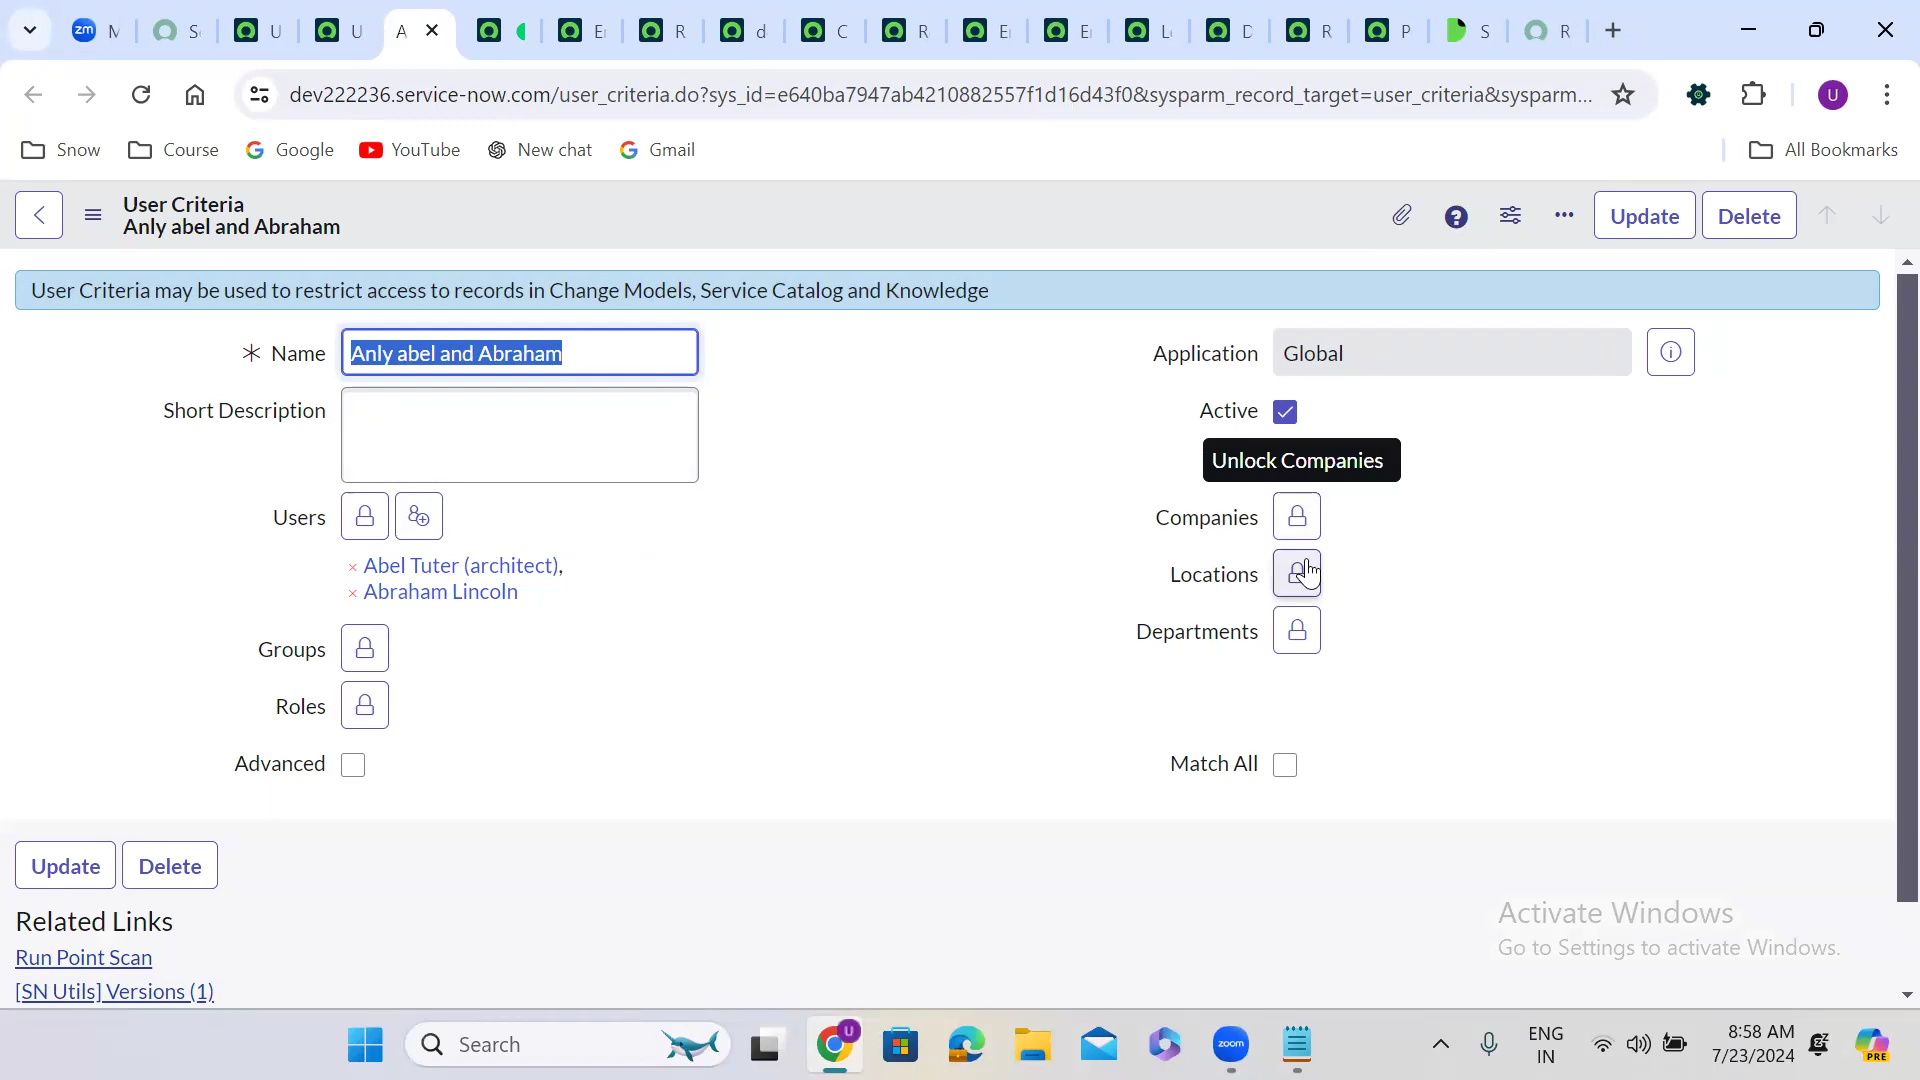 zm M S U U A E R d C R E E L D R P S R
dev222236.service-now.com/user_criteria.do?sys_id=e640ba7947ab4210882557f1d16d43f0&sysparm_record_target=user_criteria&sysparm...
U
Snow Course Google YouTube New chat Gmail All Bookmarks
User Criteria
Anly abel and Abraham
Update Delete
User Criteria may be used to restrict access to records in Change Models, Service Catalog and Knowledge
Name Anly abel and Abraham Application Global
Short Description Active
Unlock Companies
Users Companies
× Abel Tuter (architect),
Locations
× Abraham Lincoln
Departments
Groups
Roles
Advanced Match All
Update Delete
Related Links
Activate Windows
Run Point Scan
Go to Settings to activate Windows.
[SN Utils] Versions (1)
Search U zoom ENG
IN
8:58 AM
7/23/2024
PRE